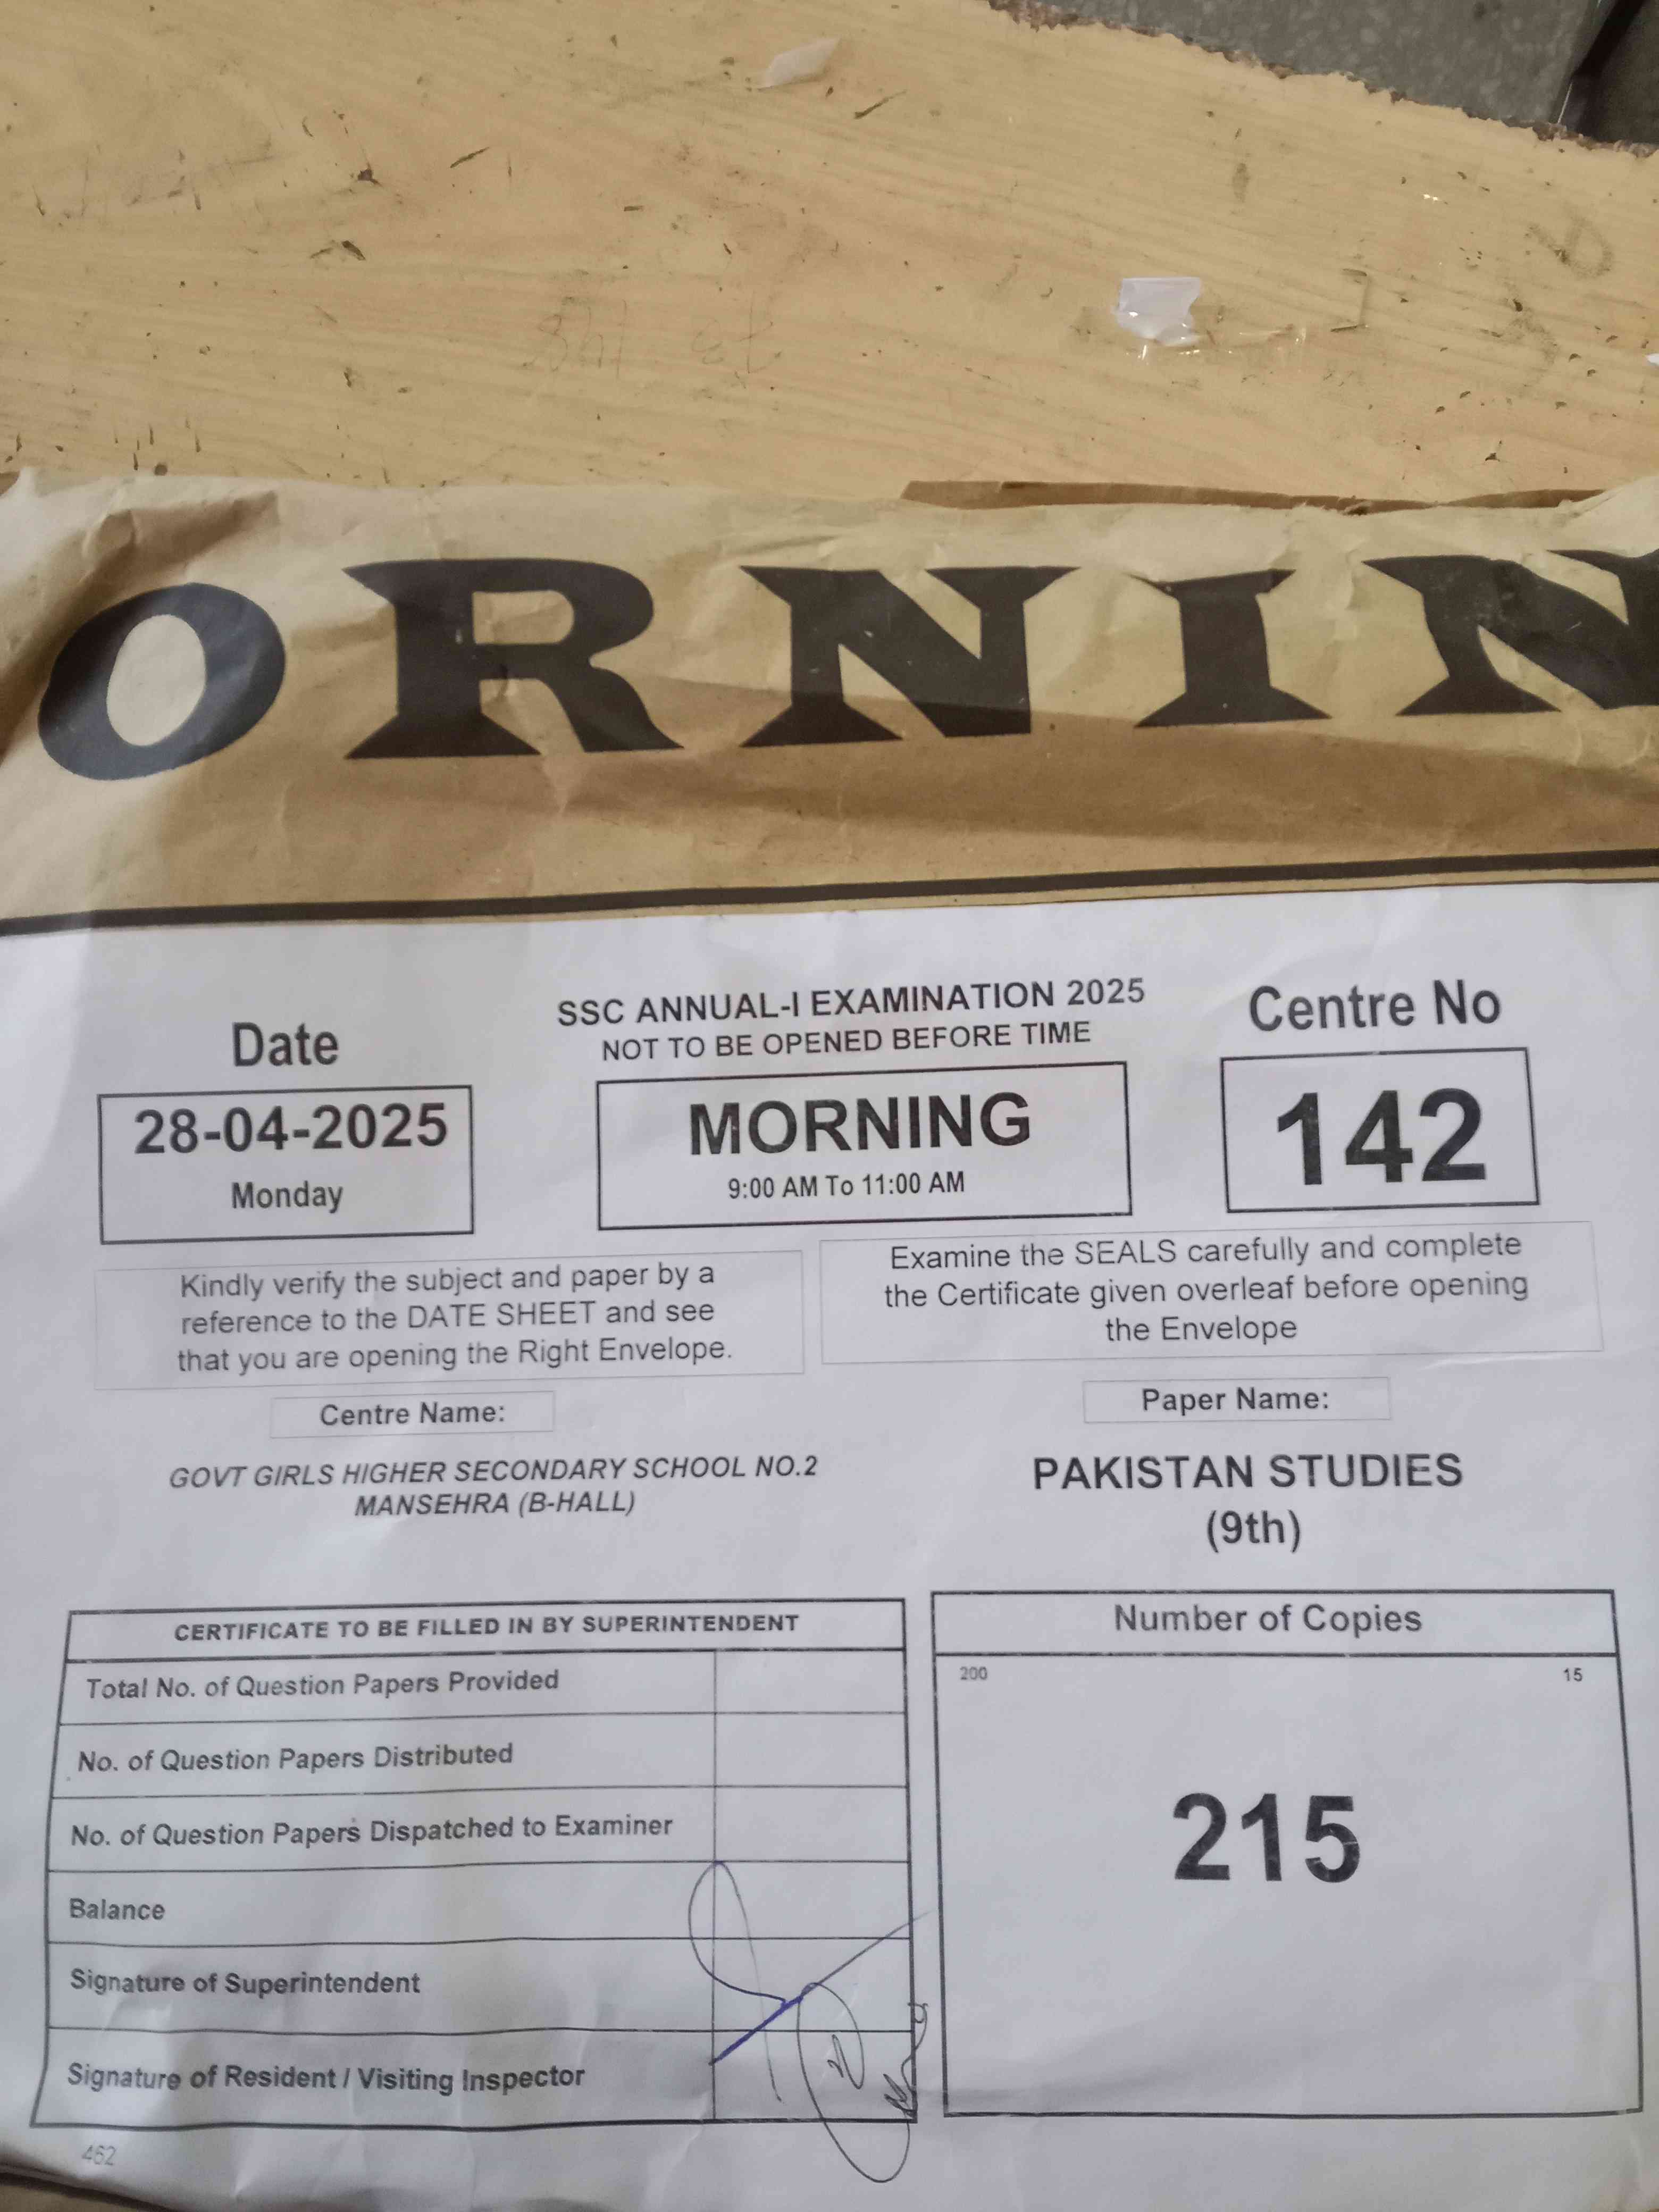 ORNIN
Date
SSC ANNUAL-I EXAMINATION 2025
NOT TO BE OPENED BEFORE TIME
Centre No
28-04-2025
Monday
MORNING
9:00 AM To 11:00 AM
142
Kindly verify the subject and paper by a
reference to the DATE SHEET and see
that you are opening the Right Envelope.
Examine the SEALS carefully and complete
the Certificate given overleaf before opening
the Envelope
Centre Name:
GOVT GIRLS HIGHER SECONDARY SCHOOL NO.2
MANSEHRA (B-HALL)
Paper Name:
PAKISTAN STUDIES
(9th)
CERTIFICATE TO BE FILLED IN BY SUPERINTENDENT
Total No. of Question Papers Provided
No. of Question Papers Distributed
No. of Question Papers Dispatched to Examiner
Balance
Signature of Superintendent
Signature of Resident / Visiting Inspector
Number of Copies
200 15
215
462